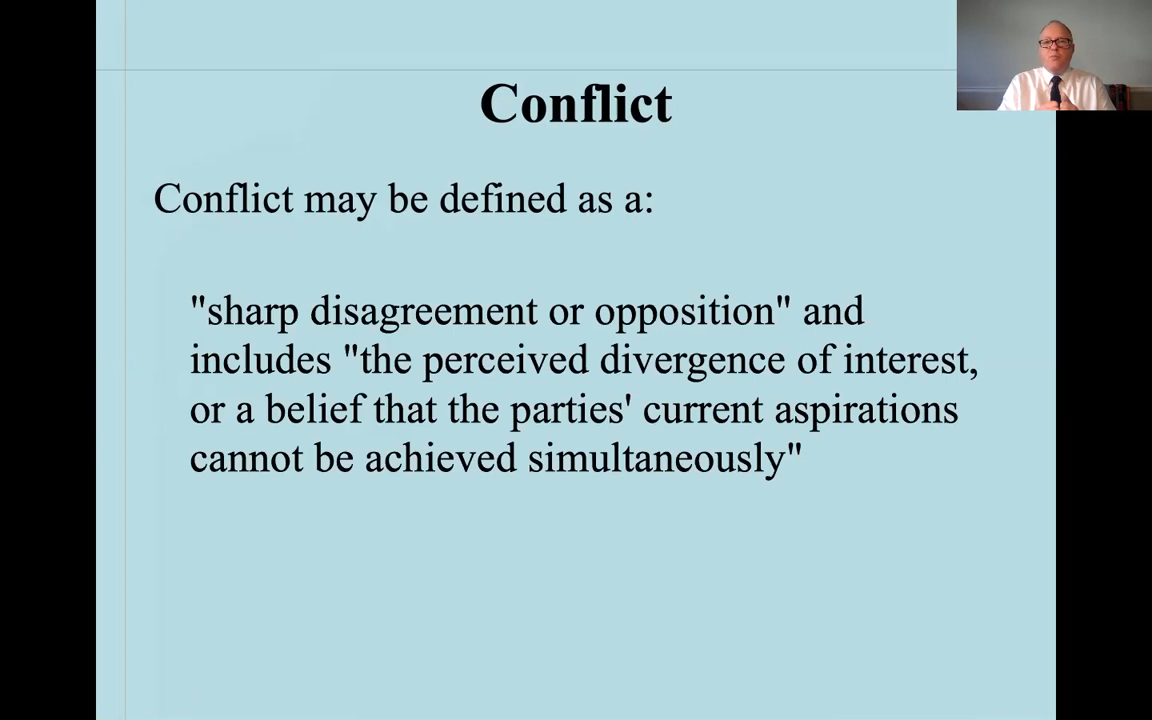 Conflict
Conflict may be defined as a:
"sharp disagreement or opposition" and
includes "the perceived divergence of interest,
or a belief that the parties' current aspirations
cannot be achieved simultaneously"